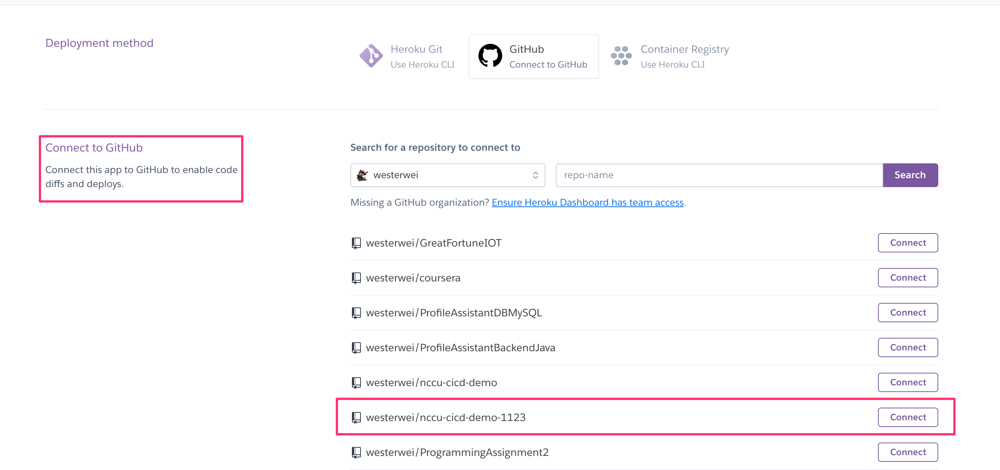 Deployment method
Heroku Git
Use Heroku CLI
GitHub
Connect to GitHub
Container Registry
Use Heroku CLI
Connect to GitHub
Connect this app to GitHub to enable code
diffs and deploys.
Search for a repository to connect to
westerwei
repo-name
Search
Missing a GitHub organization? Ensure Heroku Dashboard has team access.
westerwei/GreatFortuneIOT
Connect
westerwei/coursera
Connect
westerwei/ProfileAssistantDBMySQL
Connect
westerwei/ProfileAssistantBackendJava
Connect
westerwei/nccu-cicd-demo
Connect
westerwei/nccu-cicd-demo-1123
Connect
westerwei/ProgrammingAssignment2
Connect